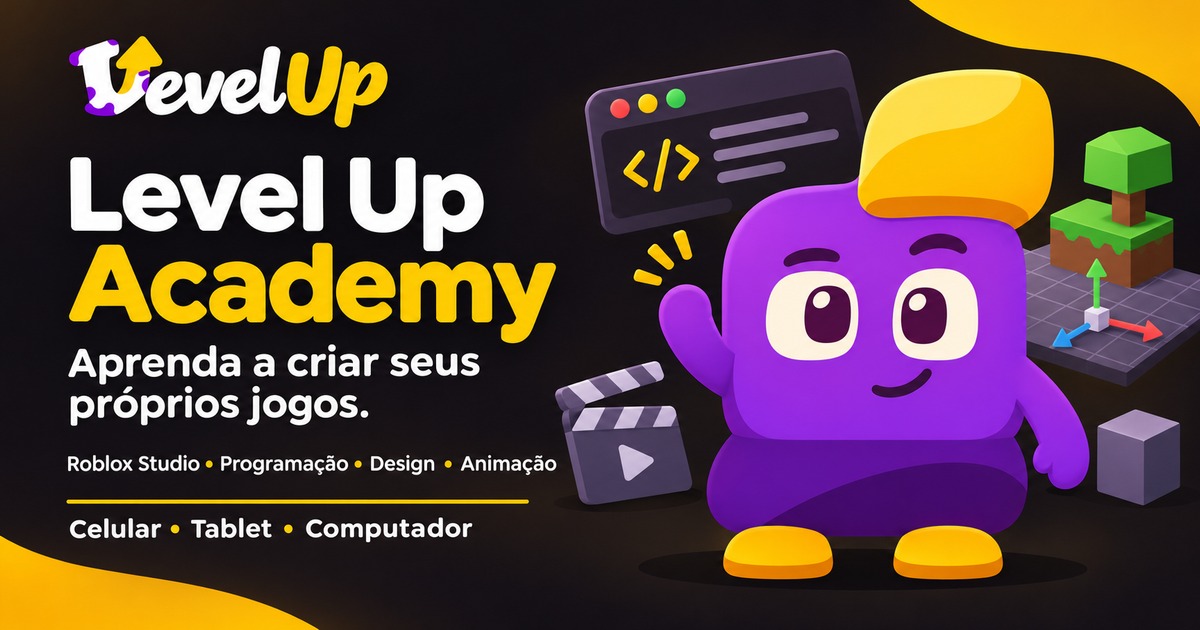 LevelUp
Level Up
Academy
Aprenda a criar seus
próprios jogos.
Roblox Studio • Programação • Design • Animação
Celular • Tablet • Computador
</>